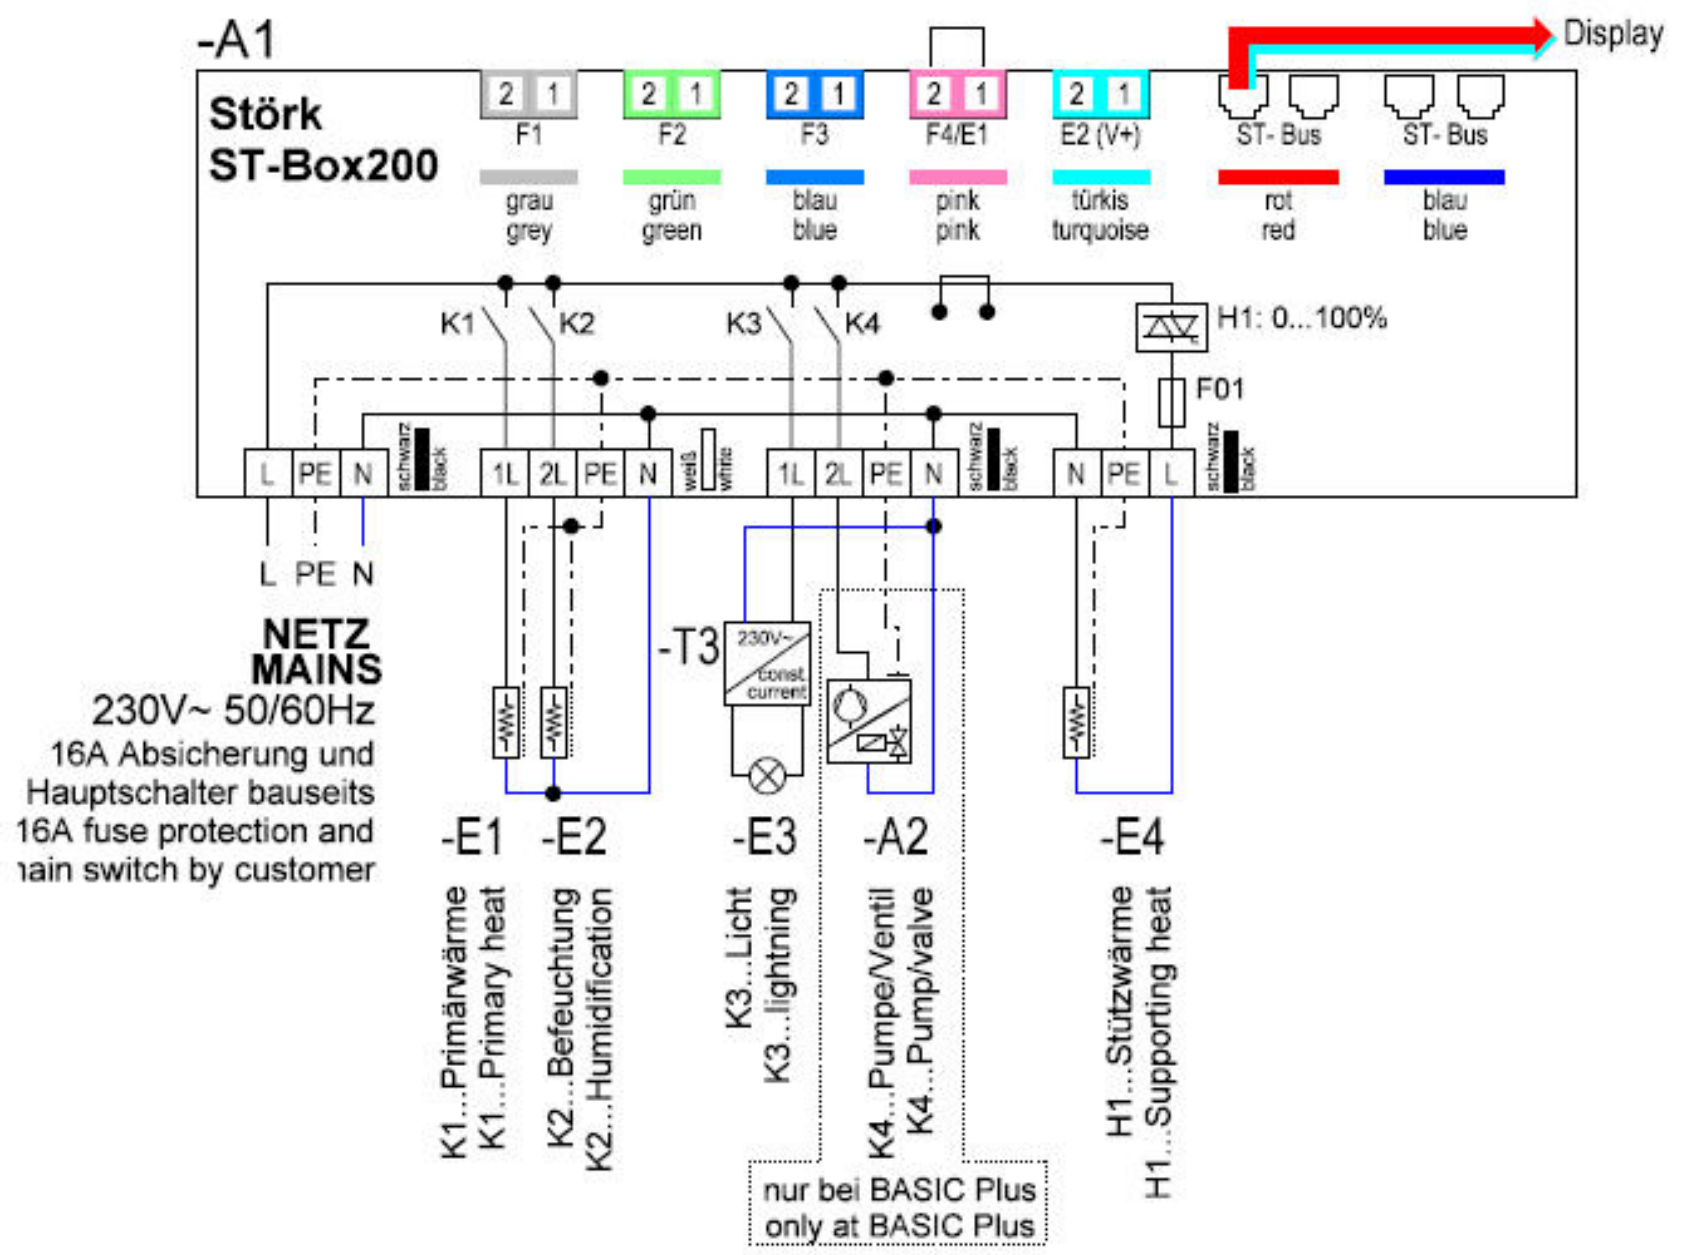 -A1
Display
Störk
ST-Box200
2 1
2 1
2 1
2 1
2 1
F1
F2
F3
F4/E1
E2 (V+)
ST- Bus
ST- Bus
grau
grey
grün
green
blau
blue
pink
pink
türkis
turquoise
rot
red
blau
blue
K1
K2
K3
K4
H1: 0...100%
F01
L PE N
schwarz
black
1L 2L PE N
weiß
white
1L 2L PE N
schwarz
black
N PE L
schwarz
black
L PE N
NETZ
MAINS
230V~ 50/60Hz
16A Absicherung und
Hauptschalter bauseits
16A fuse protection and
switch by customer
-T3
230V~
const.
current
-E1
-E2
-E3
-A2
-E4
K1...Primärwärme
K1...Primary heat
K2...Befeuchtung
K2...Humidification
K3...Licht
K3...lightning
K4...Pumpe/Ventil
K4...Pump/valve
H1...Stützwärme
H1...Supporting heat
nur bei BASIC Plus
only at BASIC Plus